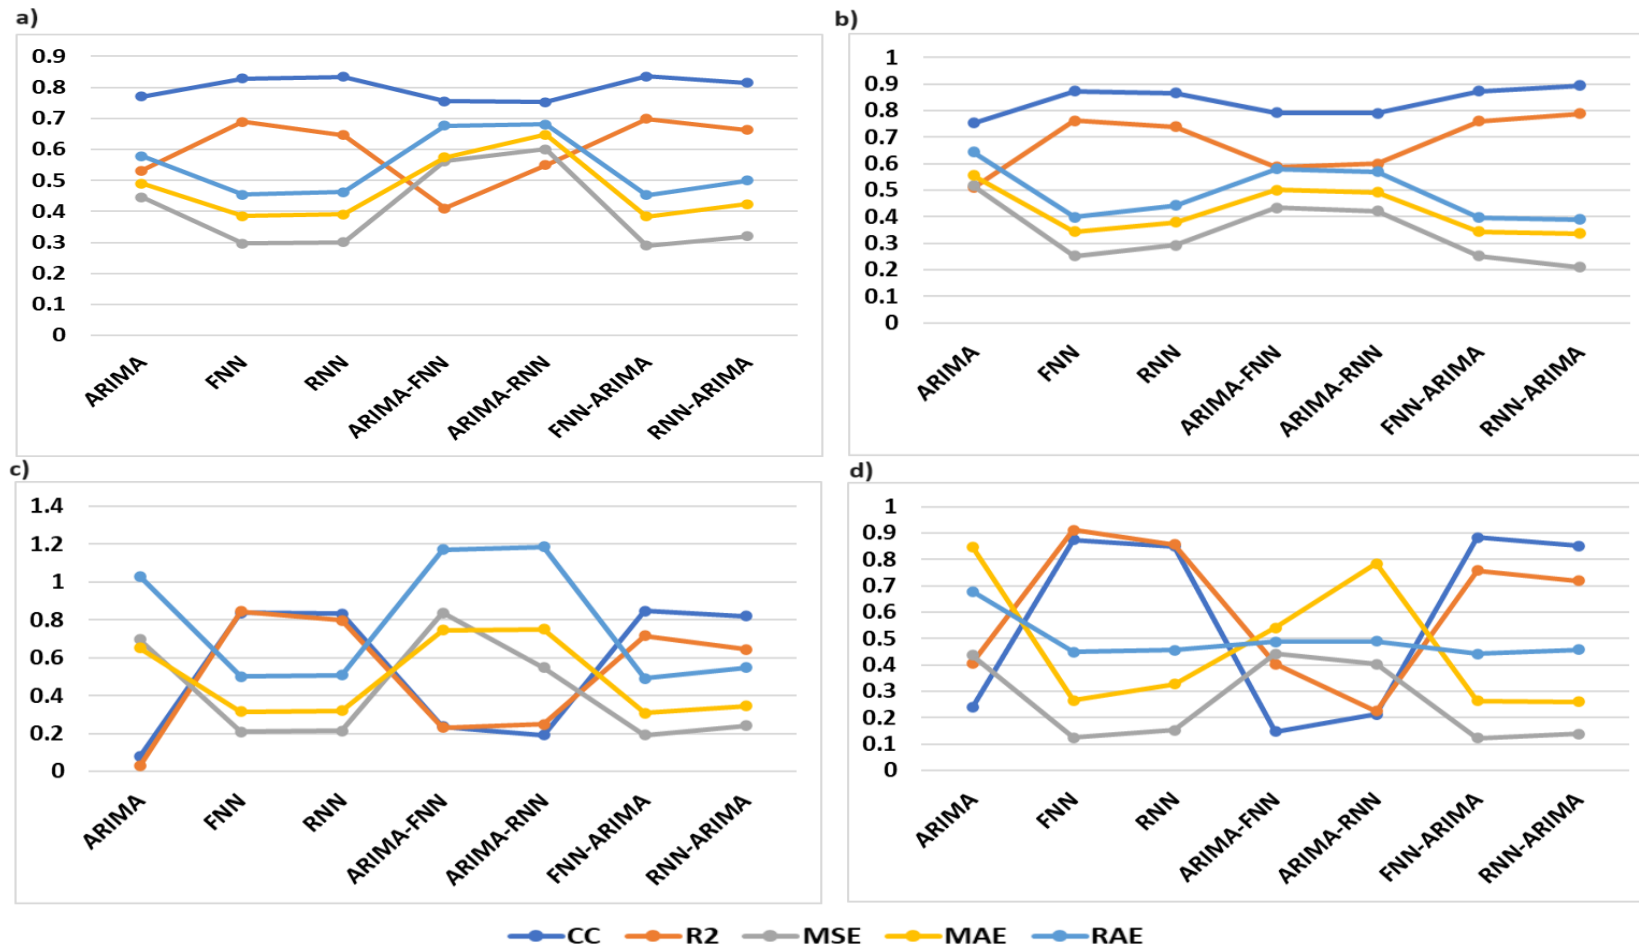 a)
0.9
0.8
0.7
0.6
0.5
0.4
0.3
0.2
0.1
0
ARIMA
FNN
RNN
ARIMA-FNN
ARIMA-RNN
FNN-ARIMA
RNN-ARIMA
b)
1
0.9
0.8
0.7
0.6
0.5
0.4
0.3
0.2
0.1
0
ARIMA
FNN
RNN
ARIMA-FNN
ARIMA-RNN
FNN-ARIMA
RNN-ARIMA
c)
1.4
1.2
1
0.8
0.6
0.4
0.2
0
ARIMA
FNN
RNN
ARIMA-FNN
ARIMA-RNN
FNN-ARIMA
RNN-ARIMA
d)
1
0.9
0.8
0.7
0.6
0.5
0.4
0.3
0.2
0.1
0
ARIMA
FNN
RNN
ARIMA-FNN
ARIMA-RNN
FNN-ARIMA
RNN-ARIMA
CC R2 MSE MAE RAE